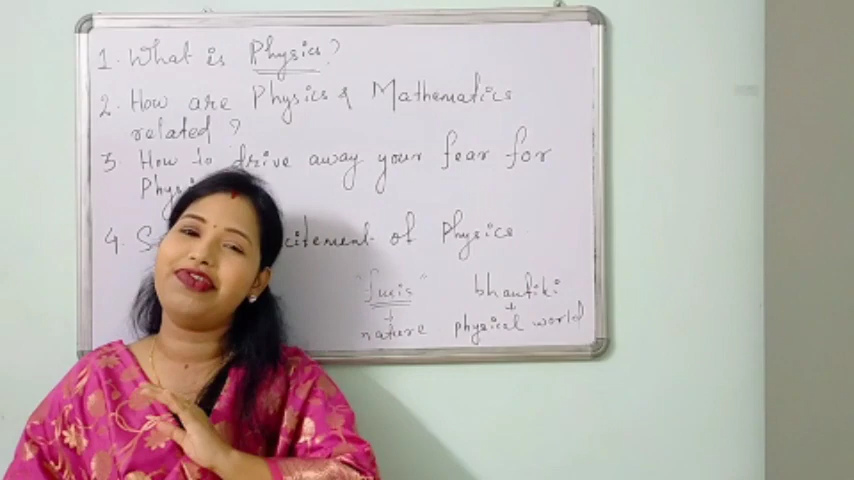 1. What is Physics?
2. How are Physics & Mathematics
related?
3. How to drive away your fear for
4. citement of Physics
"fusis" bhautiki
↓ ↓
nature physical world